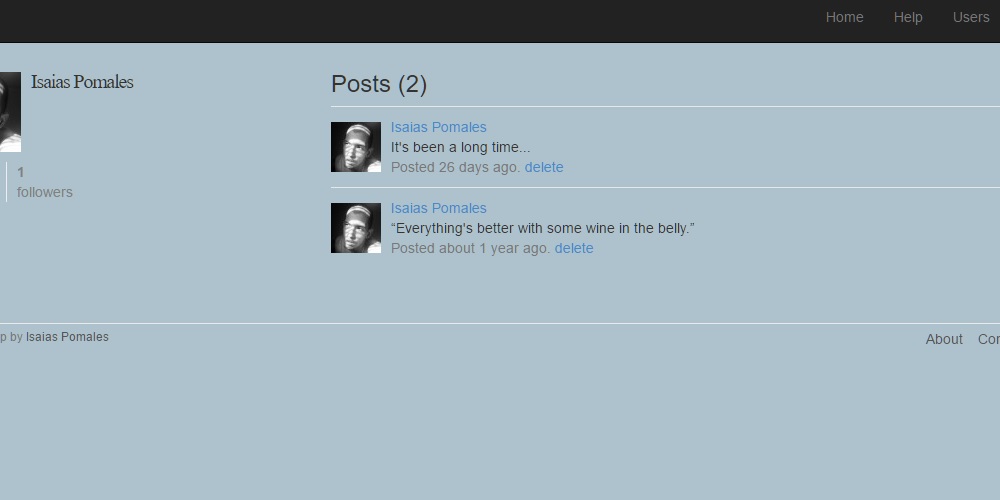 Home Help Users
Isaias Pomales
1
followers
Posts (2)
Isaias Pomales
It's been a long time...
Posted 26 days ago. delete
Isaias Pomales
“Everything's better with some wine in the belly.”
Posted about 1 year ago. delete
p by Isaias Pomales
About Cor